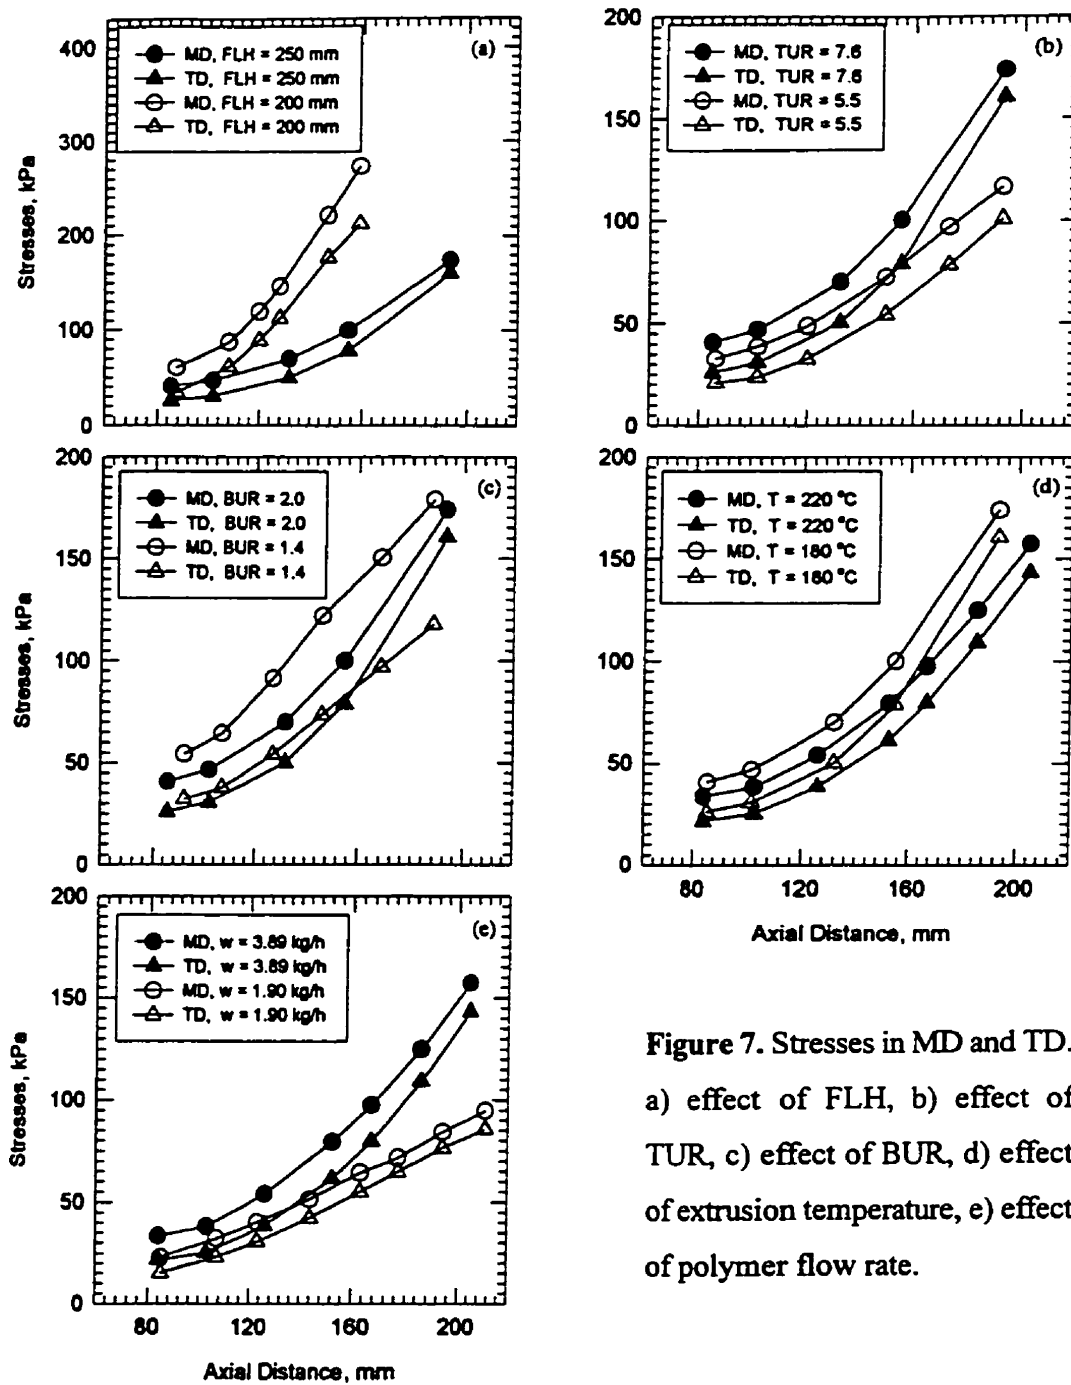 (a)
MD, FLH = 250 mm
TD, FLH = 250 mm
MD, FLH = 200 mm
TD, FLH = 200 mm
400
300
200
100
0
Stresses, kPa
(b)
MD, TUR = 7.6
TD, TUR = 7.6
MD, TUR = 5.5
TD, TUR = 5.5
200
150
100
50
0
(c)
MD, BUR = 2.0
TD, BUR = 2.0
MD, BUR = 1.4
TD, BUR = 1.4
200
150
100
50
0
Stresses, kPa
(d)
MD, T = 220 °C
TD, T = 220 °C
MD, T = 180 °C
TD, T = 180 °C
200
150
100
50
0
80 120 160 200
Axial Distance, mm
(e)
MD, w = 3.89 kg/h
TD, w = 3.89 kg/h
MD, w = 1.90 kg/h
TD, w = 1.90 kg/h
200
150
100
50
0
Stresses, kPa
80 120 160 200
Axial Distance, mm
Figure 7. Stresses in MD and TD.
a) effect of FLH, b) effect of
TUR, c) effect of BUR, d) effect
of extrusion temperature, e) effect
of polymer flow rate.